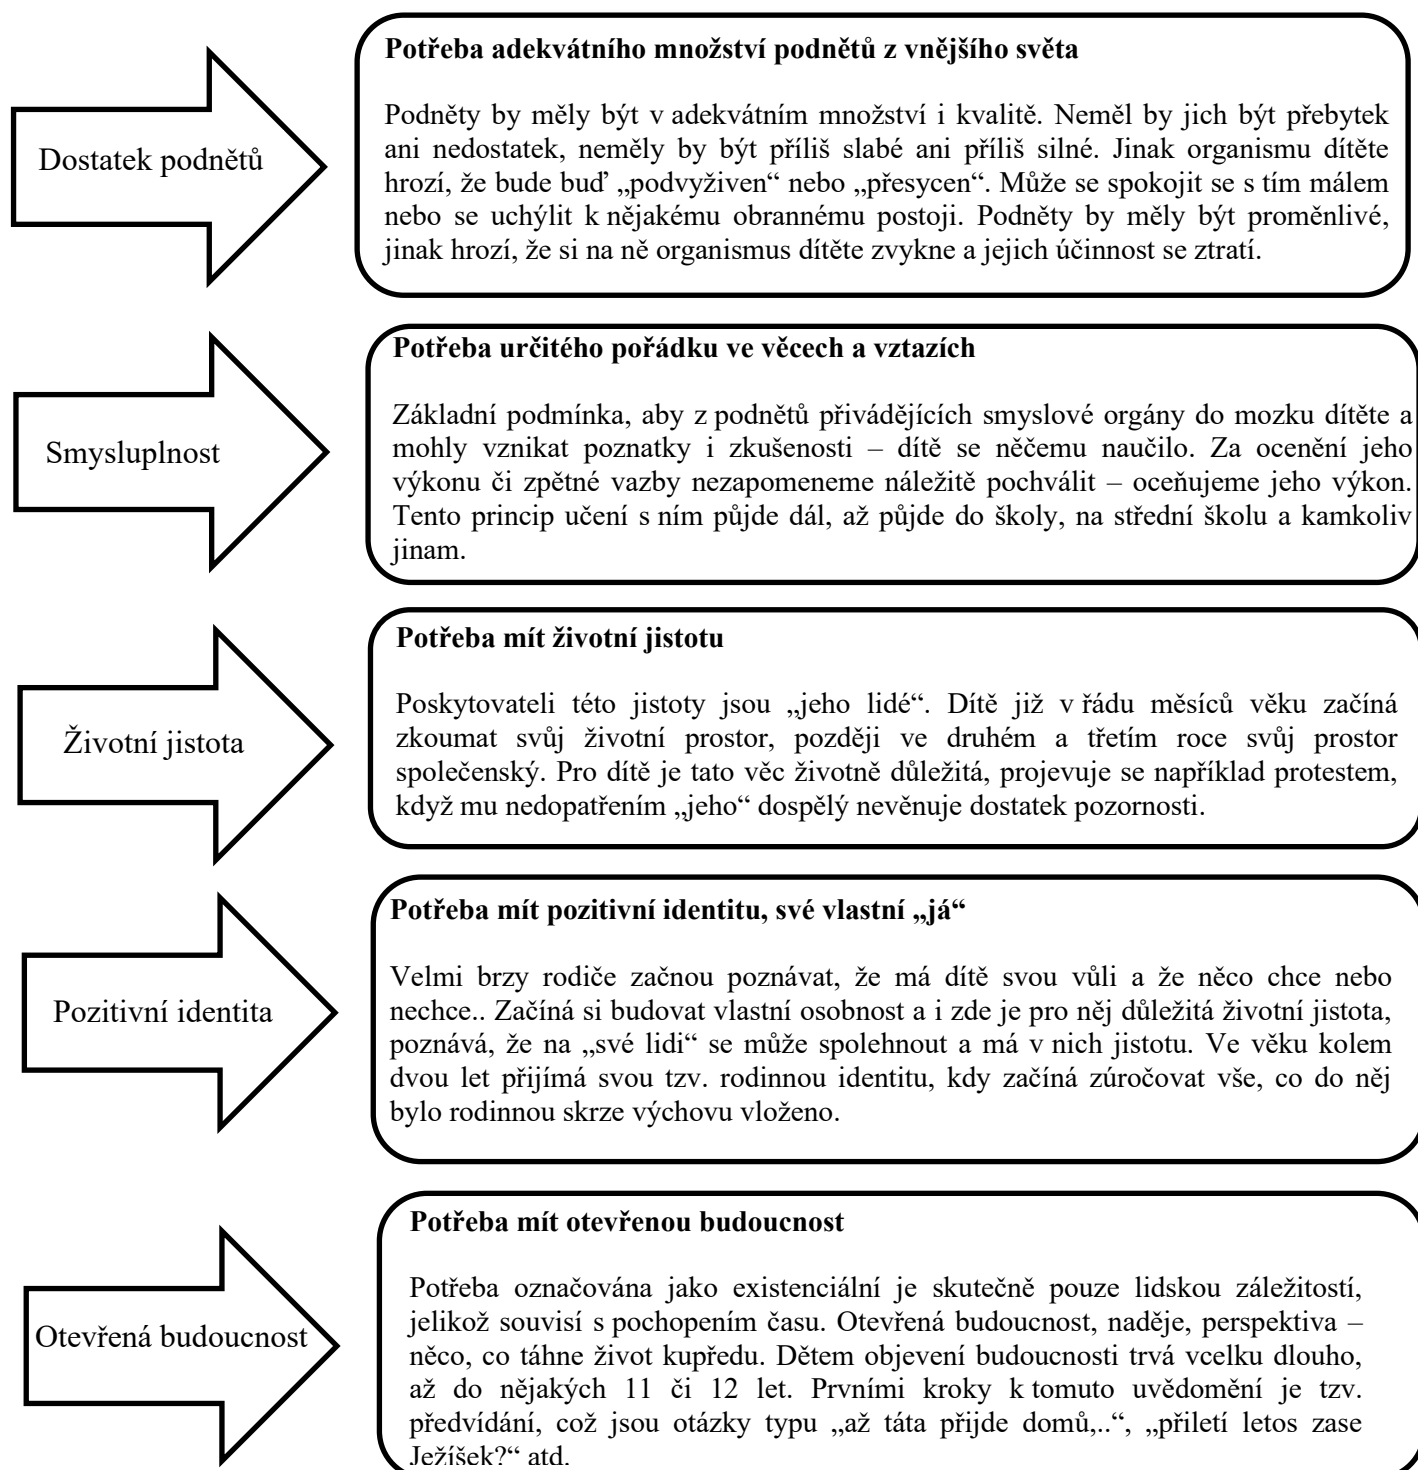 Dostatek podnětů
Potřeba adekvátního množství podnětů z vnějšího světa
Podněty by měly být v adekvátním množství i kvalitě. Neměl by jich být přebytek
ani nedostatek, neměly by být příliš slabé ani příliš silné. Jinak organismu dítěte
hrozí, že bude buď „podvyživen“ nebo „přesycen“. Může se spokojit se s tím málem
nebo se uchýlit k nějakému obrannému postoji. Podněty by měly být proměnlivé,
jinak hrozí, že si na ně organismus dítěte zvykne a jejich účinnost se ztratí.
Smysluplnost
Potřeba určitého pořádku ve věcech a vztazích
Základní podmínka, aby z podnětů přivádějících smyslové orgány do mozku dítěte a
mohly vznikat poznatky i zkušenosti – dítě se něčemu naučilo. Za ocenění jeho
výkonu či zpětné vazby nezapomeneme náležitě pochválit – oceňujeme jeho výkon.
Tento princip učení s ním půjde dál, až půjde do školy, na střední školu a kamkoliv
jinam.
Životní jistota
Potřeba mít životní jistotu
Poskytovateli této jistoty jsou „jeho lidé“. Dítě již v řádu měsíců věku začíná
zkoumat svůj životní prostor, později ve druhém a třetím roce svůj prostor
společenský. Pro dítě je tato věc životně důležitá, projevuje se například protestem,
když mu nedopatřením „jeho“ dospělý nevěnuje dostatek pozornosti.
Pozitivní identita
Potřeba mít pozitivní identitu, své vlastní „já“
Velmi brzy rodiče začnou poznávat, že má dítě svou vůli a že něco chce nebo
nechce.. Začíná si budovat vlastní osobnost a i zde je pro něj důležitá životní jistota,
poznává, že na „své lidi“ se může spolehnout a má v nich jistotu. Ve věku kolem
dvou let přijímá svou tzv. rodinnou identitu, kdy začíná zúročovat vše, co do něj
bylo rodinnou skrze výchovu vloženo.
Otevřená budoucnost
Potřeba mít otevřenou budoucnost
Potřeba označována jako existenciální je skutečně pouze lidskou záležitostí,
jelikož souvisí s pochopením času. Otevřená budoucnost, naděje, perspektiva –
něco, co táhne život kupředu. Dětem objevení budoucnosti trvá vcelku dlouho,
až do nějakých 11 či 12 let. Prvními kroky k tomuto uvědomění je tzv.
předvídání, což jsou otázky typu „až táta přijde domů,..“, „přiletí letos zase
Ježíšek?“ atd.